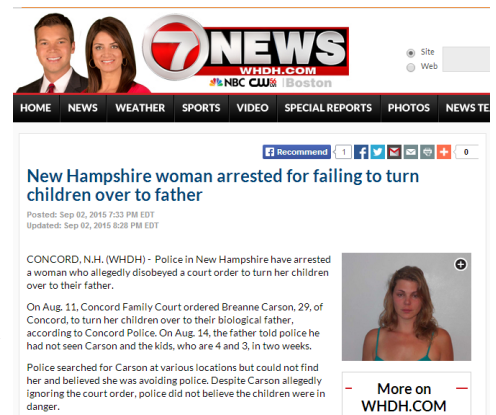 7 NEWS
WHDH.COM
NBC CW Boston
Site
Web
HOME NEWS WEATHER SPORTS VIDEO SPECIAL REPORTS PHOTOS NEWS TE
Recommend 1 0
New Hampshire woman arrested for failing to turn
children over to father
Posted: Sep 02, 2015 7:33 PM EDT
Updated: Sep 02, 2015 8:28 PM EDT
CONCORD, N.H. (WHDH) - Police in New Hampshire have arrested
a woman who allegedly disobeyed a court order to turn her children
over to their father.
On Aug. 11, Concord Family Court ordered Breanne Carson, 29, of
Concord, to turn her children over to their biological father,
according to Concord Police. On Aug. 14, the father told police he
had not seen Carson and the kids, who are 4 and 3, in two weeks.
Police searched for Carson at various locations but could not find
her and believed she was avoiding police. Despite Carson allegedly
ignoring the court order, police did not believe the children were in
danger.
More on
WHDH.COM